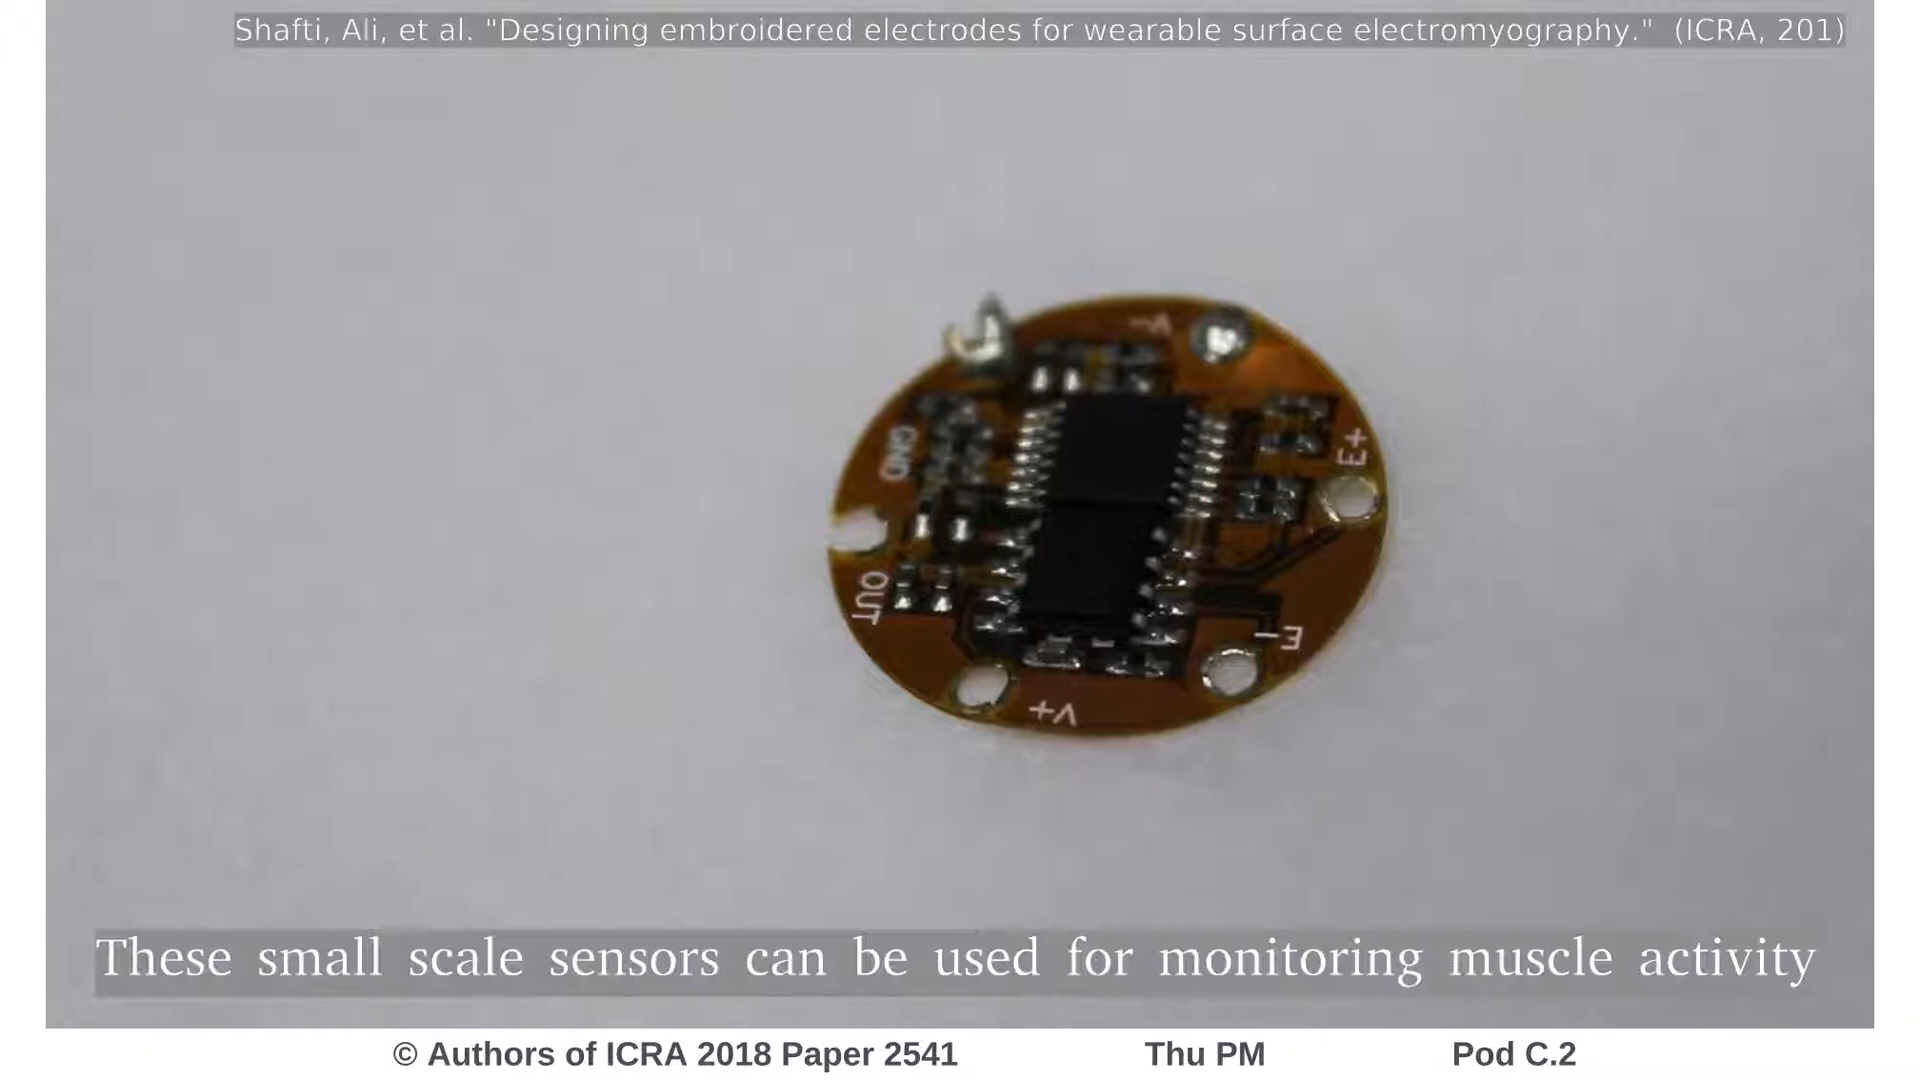 Shafti, Ali, et al. "Designing embroidered electrodes for wearable surface electromyography." (ICRA, 201)
V-
E+
GND
OUT
E-
V+
These small scale sensors can be used for monitoring muscle activity
© Authors of ICRA 2018 Paper 2541 Thu PM Pod C.2